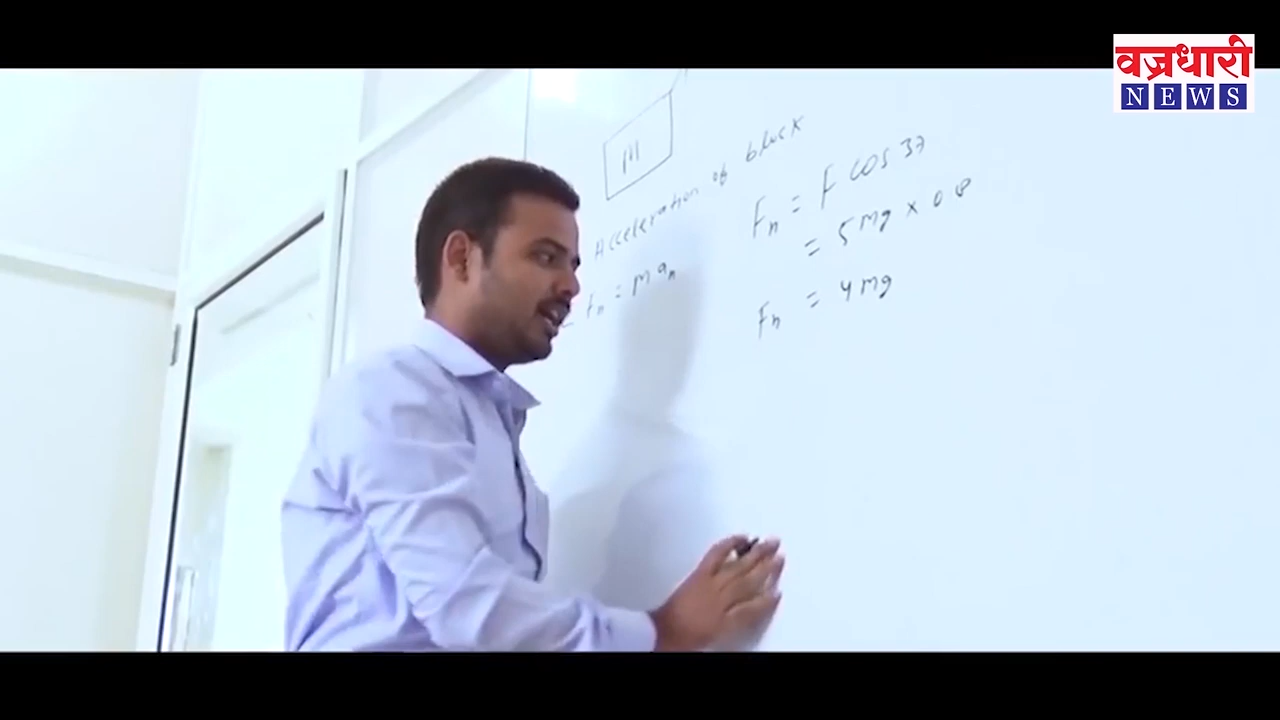 वज्रधारी
NEWS
m
Acceleration of block
Fn = man
Fn = F cos 37
= 5mg × 0 8
Fn = 4mg